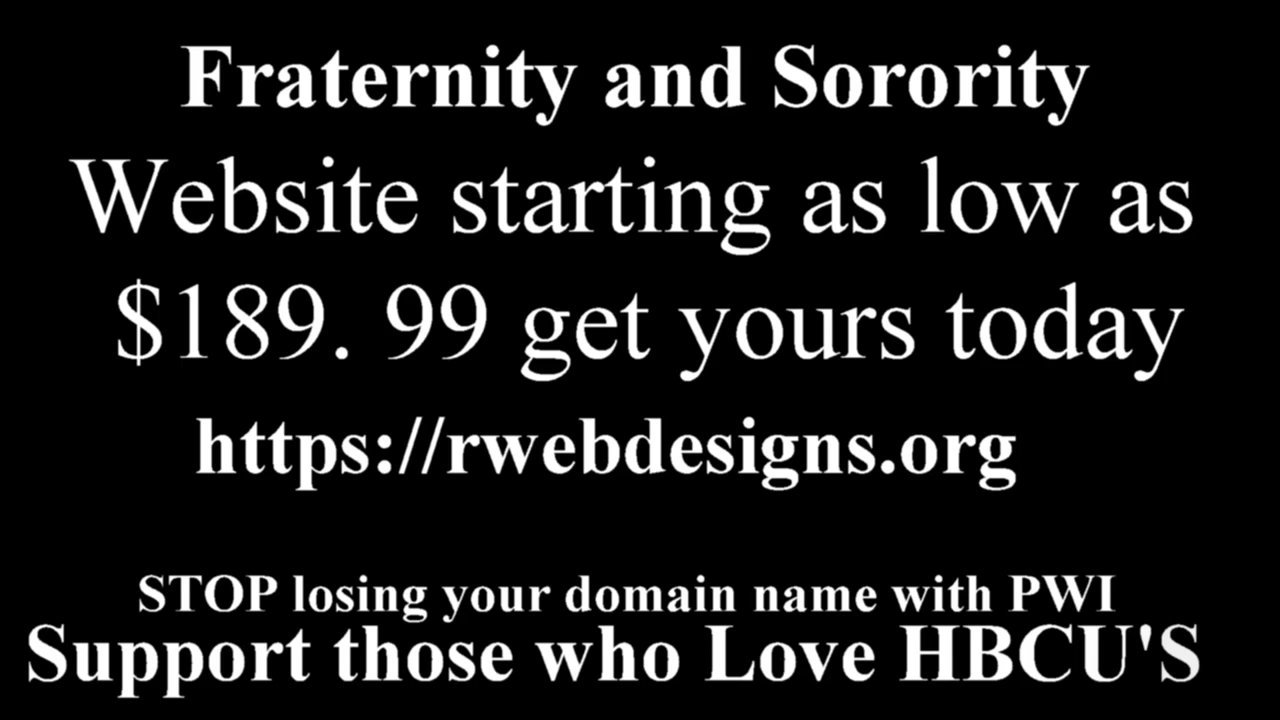 Fraternity and Sorority
Website starting as low as
$189. 99 get yours today
https://rwebdesigns.org
STOP losing your domain name with PWI
Support those who Love HBCU'S